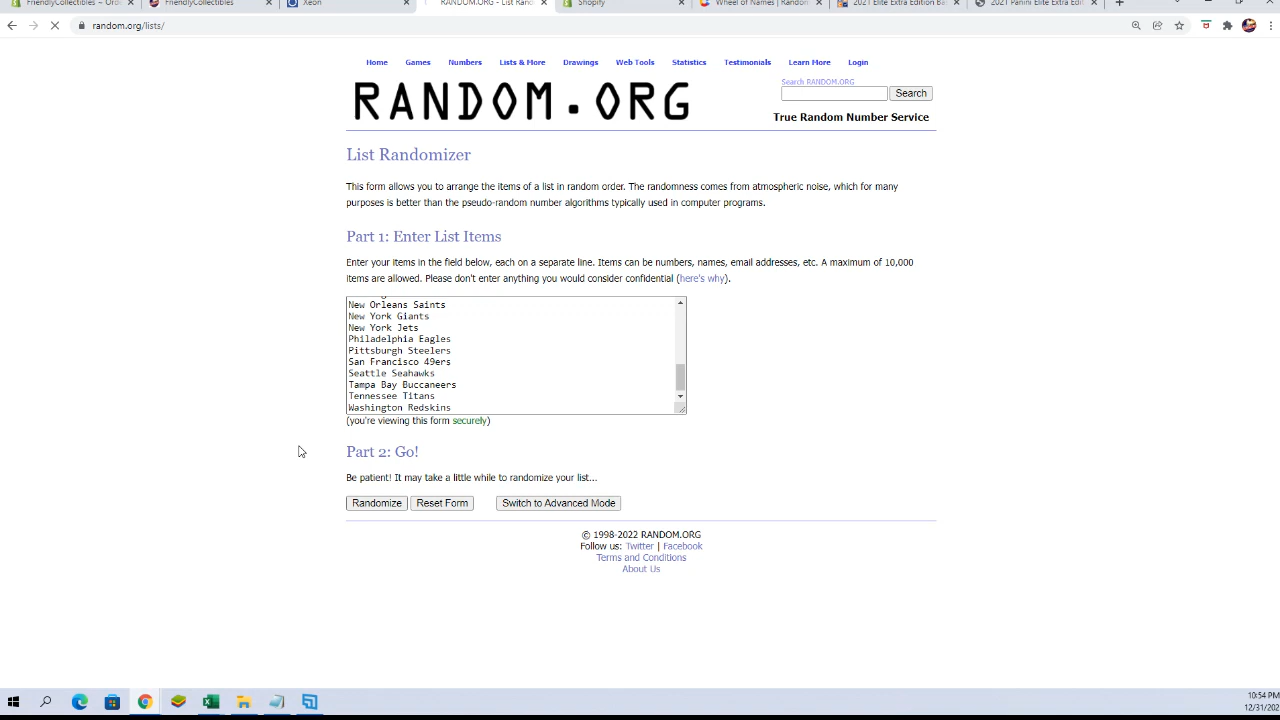 FriendlyCollectibles – Ord
FriendlyCollectibles
Xeon
RANDOM.ORG - List Rand
Shopify
Wheel of Names | Random
2021 Elite Extra Edition Bas
2021 Panini Elite Extra Edit
random.org/lists/
Home Games Numbers Lists & More Drawings Web Tools Statistics Testimonials Learn More Login
RANDOM.ORG
Search RANDOM.ORG
Search
True Random Number Service
List Randomizer
This form allows you to arrange the items of a list in random order. The randomness comes from atmospheric noise, which for many
purposes is better than the pseudo-random number algorithms typically used in computer programs.
Part 1: Enter List Items
Enter your items in the field below, each on a separate line. Items can be numbers, names, email addresses, etc. A maximum of 10,000
items are allowed. Please don't enter anything you would consider confidential (here's why).
New Orleans Saints
New York Giants
New York Jets
Philadelphia Eagles
Pittsburgh Steelers
San Francisco 49ers
Seattle Seahawks
Tampa Bay Buccaneers
Tennessee Titans
Washington Redskins
(you're viewing this form securely)
Part 2: Go!
Be patient! It may take a little while to randomize your list...
Randomize Reset Form Switch to Advanced Mode
© 1998-2022 RANDOM.ORG
Follow us: Twitter | Facebook
Terms and Conditions
About Us
10:54 PM
12/31/202